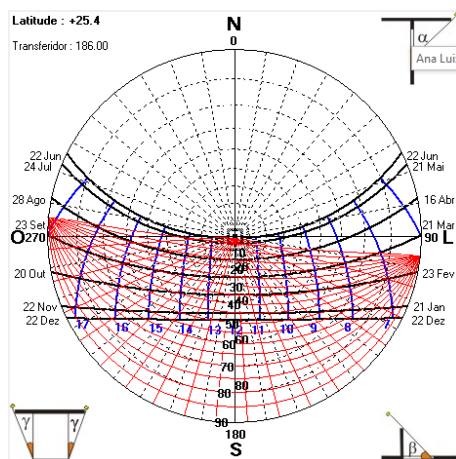 Latitude : +25.4
Transferidor : 186.00
N
0
α
Ana Luiz
22 Jun
24 Jul
28 Ago
23 Set
O 270
20 Out
22 Nov
22 Dez
22 Jun
21 Mai
16 Abr
21 Mar
90 L
23 Fev
21 Jan
22 Dez
10
20
30
40
50
60
70
80
90
17 16 15 14 13 12 11 10 9 8 7
180
S
γ γ
β